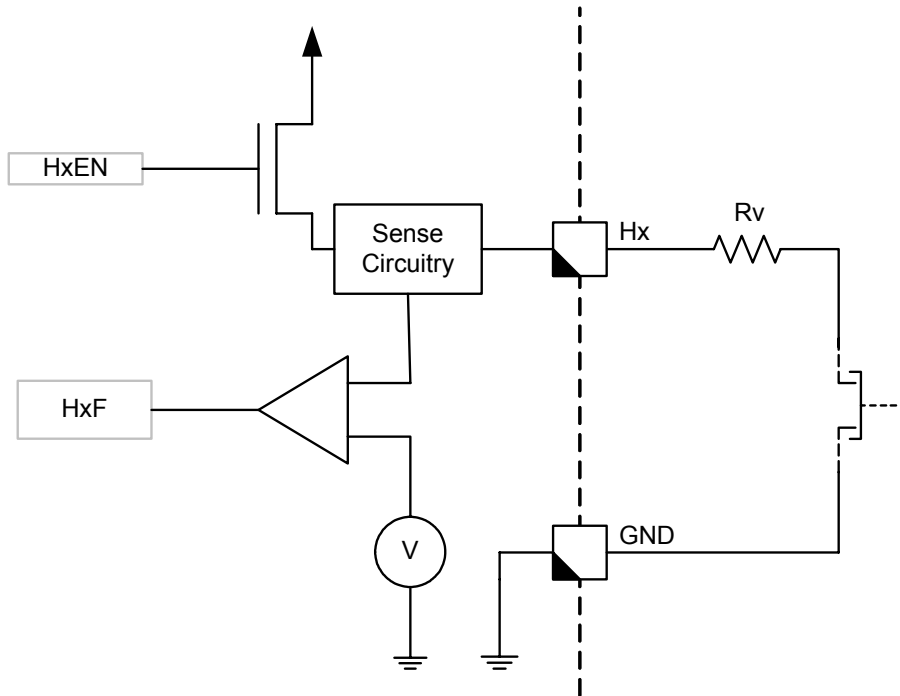 HxEN
Sense
Circuitry
Hx
Rv
HxF
GND
V